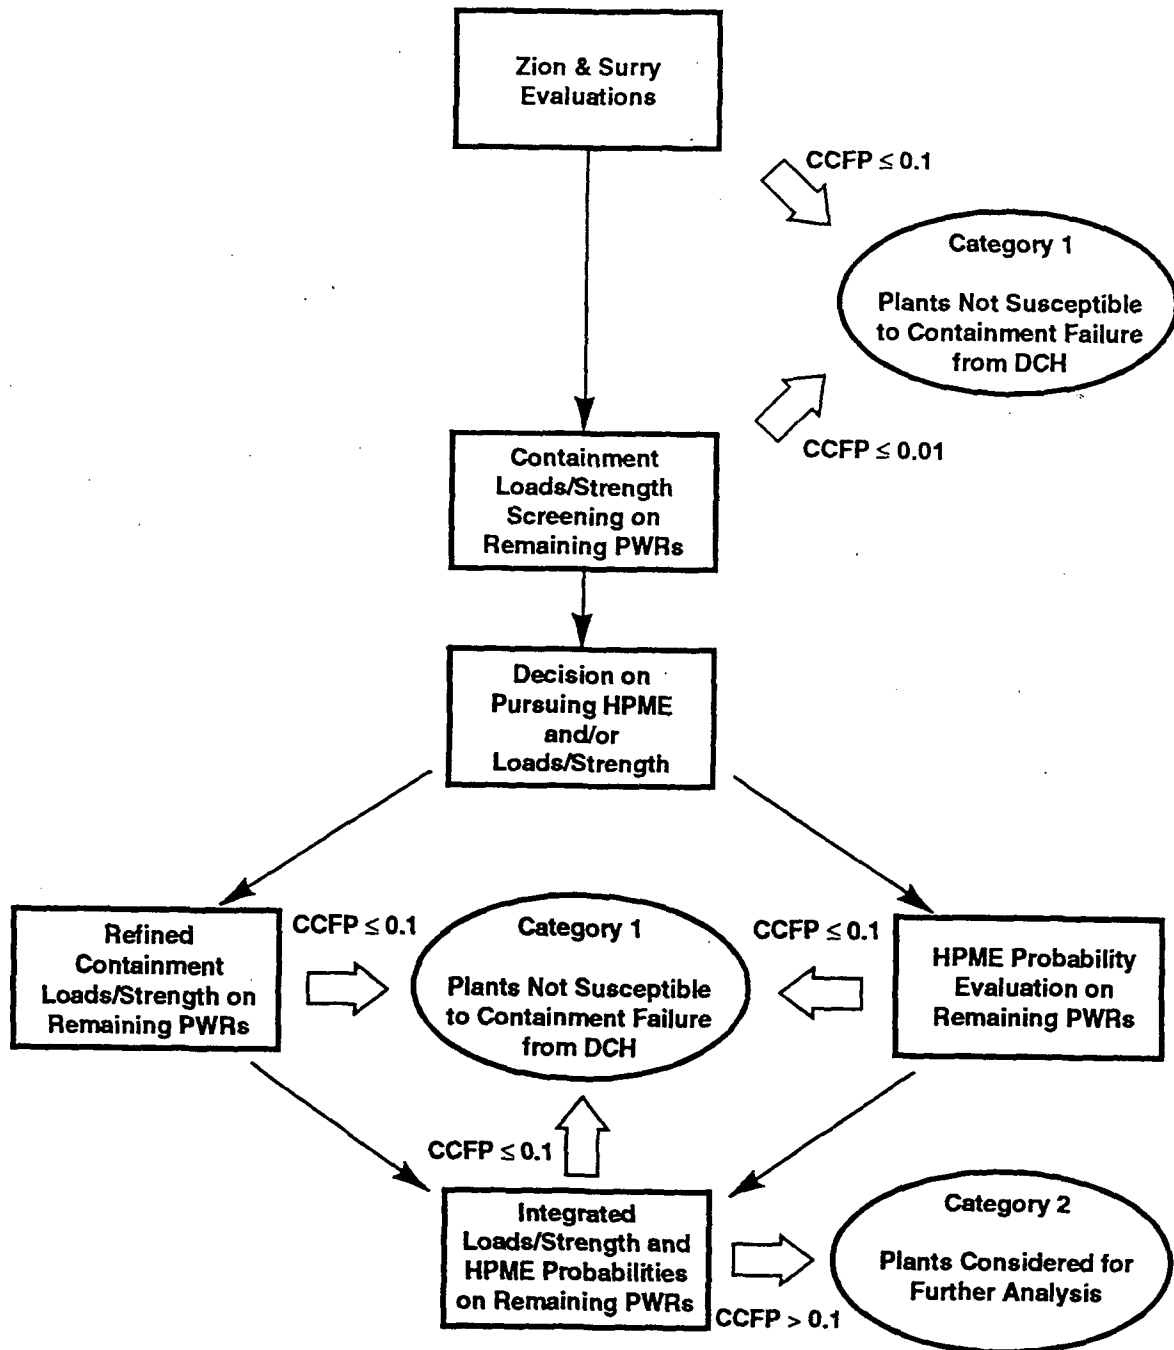 Zion & Surry
Evaluations
CCFP ≤ 0.1
Category 1
Plants Not Susceptible
to Containment Failure
from DCH
CCFP ≤ 0.01
Containment
Loads/Strength
Screening on
Remaining PWRs
Decision on
Pursuing HPME
and/or
Loads/Strength
Refined
Containment
Loads/Strength on
Remaining PWRs
CCFP ≤ 0.1
Category 1
Plants Not Susceptible
to Containment Failure
from DCH
CCFP ≤ 0.1
HPME Probability
Evaluation on
Remaining PWRs
CCFP ≤ 0.1
Integrated
Loads/Strength and
HPME Probabilities
on Remaining PWRs
CCFP > 0.1
Category 2
Plants Considered for
Further Analysis